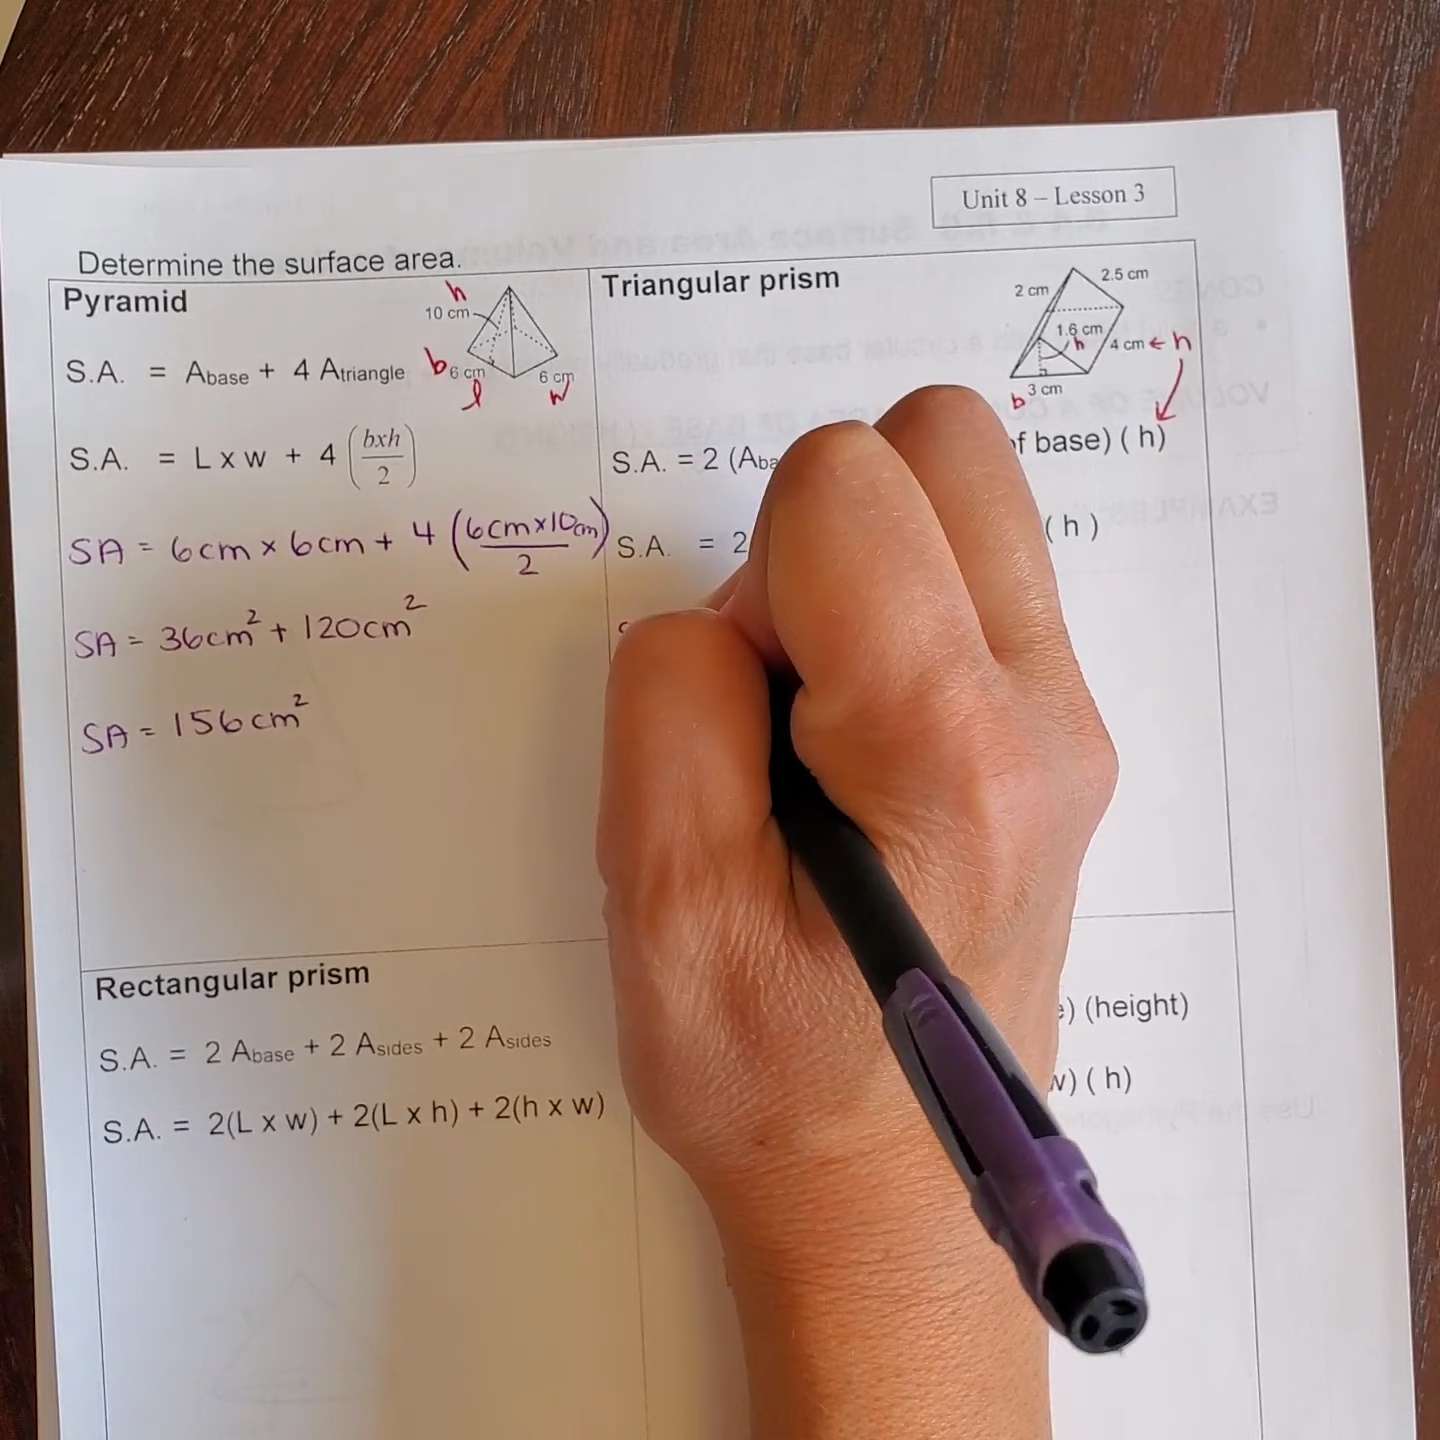 Unit 8 – Lesson 3
Determine the surface area.
Pyramid
h
10 cm
b 6 cm
l
6 cm
w
S.A. = Abase + 4 Atriangle
S.A. = L x w + 4 (bxh/2)
SA = 6cm x 6cm + 4 (6cm x 10cm/2)
SA = 36cm² + 120cm²
SA = 156cm²
Triangular prism
2 cm
2.5 cm
1.6 cm
h
4 cm ← h
b 3 cm
S.A. = 2 (Aba f base) ( h)
S.A. = 2 ( h )
Rectangular prism
S.A. = 2 Abase + 2 Asides + 2 Asides
S.A. = 2(L x w) + 2(L x h) + 2(h x w)
) (height)
w) ( h)